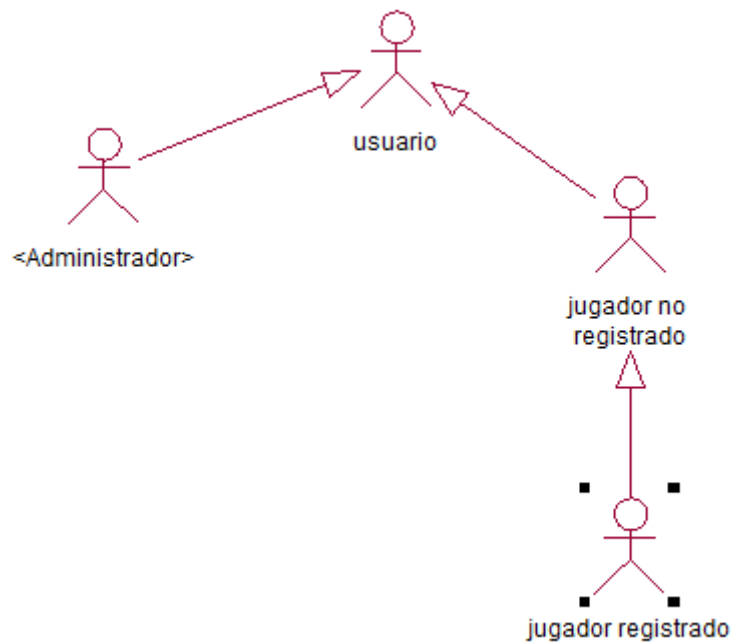 usuario
<Administrador>
jugador no
registrado
jugador registrado